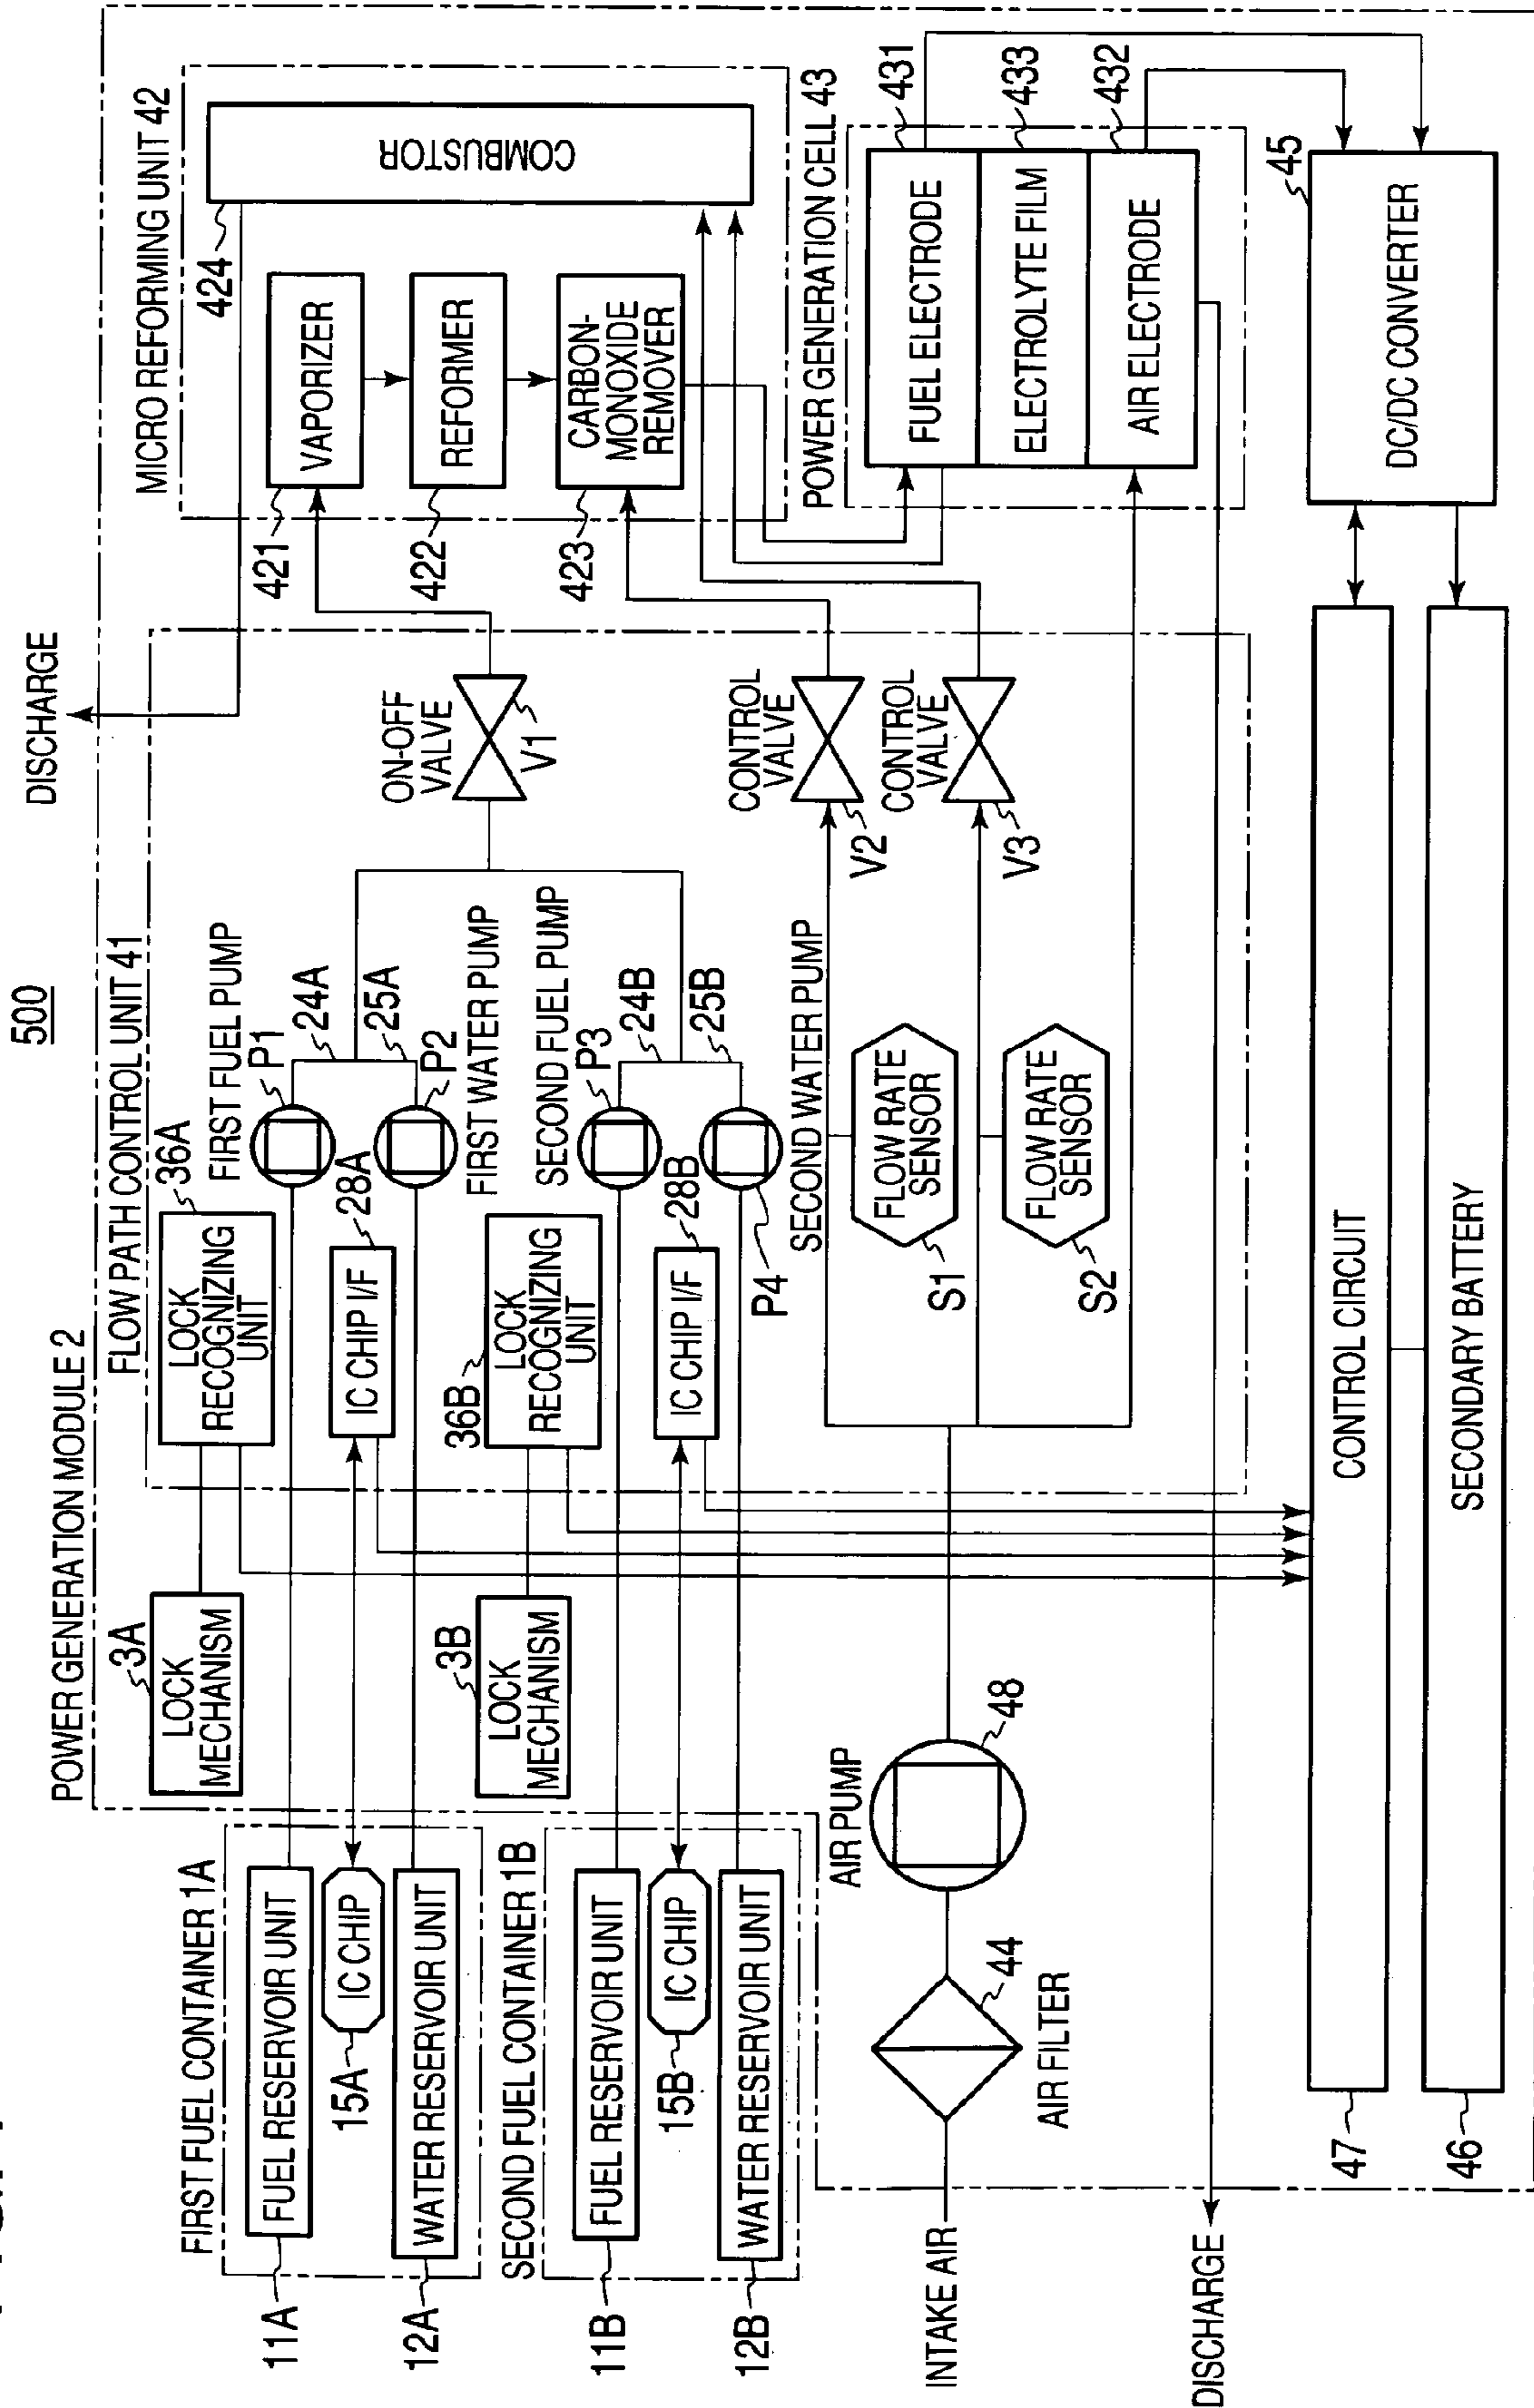 500
DISCHARGE
POWER GENERATION MODULE 2
FLOW PATH CONTROL UNIT 41
MICRO REFORMING UNIT 42
3A
LOCK
MECHANISM
36A
LOCK
RECOGNIZING
UNIT
FIRST FUEL PUMP
P1
24A
25A
P2
FIRST WATER PUMP
28A
IC CHIP I/F
ON-OFF
VALVE
V1
424
COMBUSTOR
421
VAPORIZER
422
REFORMER
423
CARBON-
MONOXIDE
REMOVER
FIRST FUEL CONTAINER 1A
11A
FUEL RESERVOIR UNIT
15A
IC CHIP
12A
WATER RESERVOIR UNIT
3B
LOCK
MECHANISM
36B
LOCK
RECOGNIZING
UNIT
SECOND FUEL PUMP
P3
24B
25B
28B
IC CHIP I/F
P4
SECOND WATER PUMP
SECOND FUEL CONTAINER 1B
11B
FUEL RESERVOIR UNIT
15B
IC CHIP
12B
WATER RESERVOIR UNIT
CONTROL
VALVE
V2
CONTROL
VALVE
V3
FLOW RATE
SENSOR
S1
FLOW RATE
SENSOR
S2
POWER GENERATION CELL 43
431
FUEL ELECTRODE
433
ELECTROLYTE FILM
432
AIR ELECTRODE
AIR PUMP
48
44
AIR FILTER
INTAKE AIR
DISCHARGE
45
DC/DC CONVERTER
47
CONTROL CIRCUIT
46
SECONDARY BATTERY